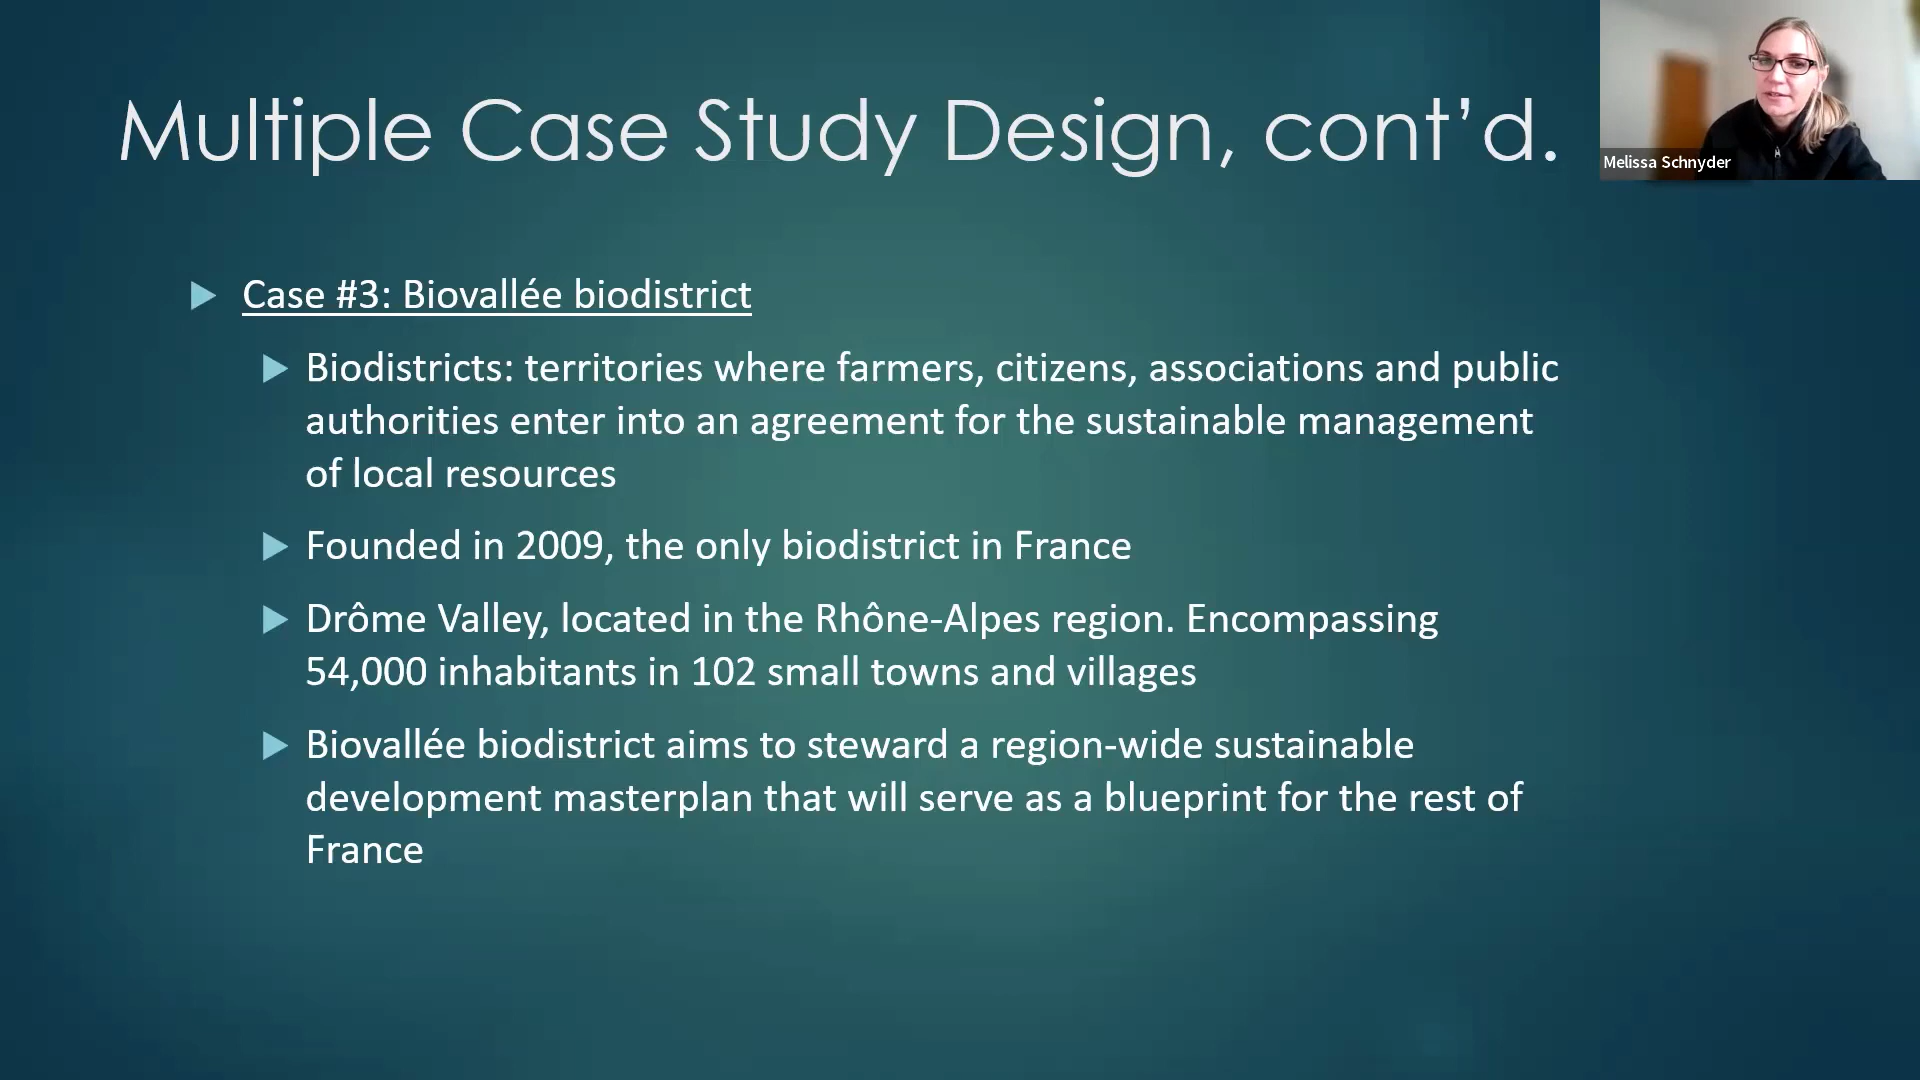 Multiple Case Study Design, cont’d.
Melissa Schnyder
Case #3: Biovallée biodistrict
Biodistricts: territories where farmers, citizens, associations and public
authorities enter into an agreement for the sustainable management
of local resources
Founded in 2009, the only biodistrict in France
Drôme Valley, located in the Rhône-Alpes region. Encompassing
54,000 inhabitants in 102 small towns and villages
Biovallée biodistrict aims to steward a region-wide sustainable
development masterplan that will serve as a blueprint for the rest of
France